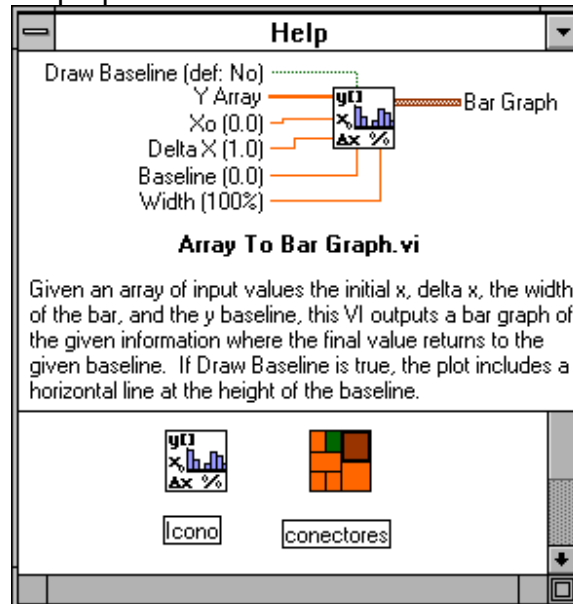 Help
Draw Baseline (def: No)
Y Array
Xo (0.0)
Delta X (1.0)
Baseline (0.0)
Width (100%)
y[]
x₀
Δx %
Bar Graph
Array To Bar Graph.vi
Given an array of input values the initial x, delta x, the width
of the bar, and the y baseline, this VI outputs a bar graph of
the given information where the final value returns to the
given baseline.  If Draw Baseline is true, the plot includes a
horizontal line at the height of the baseline.
y[]
x₀
Δx %
Icono
conectores